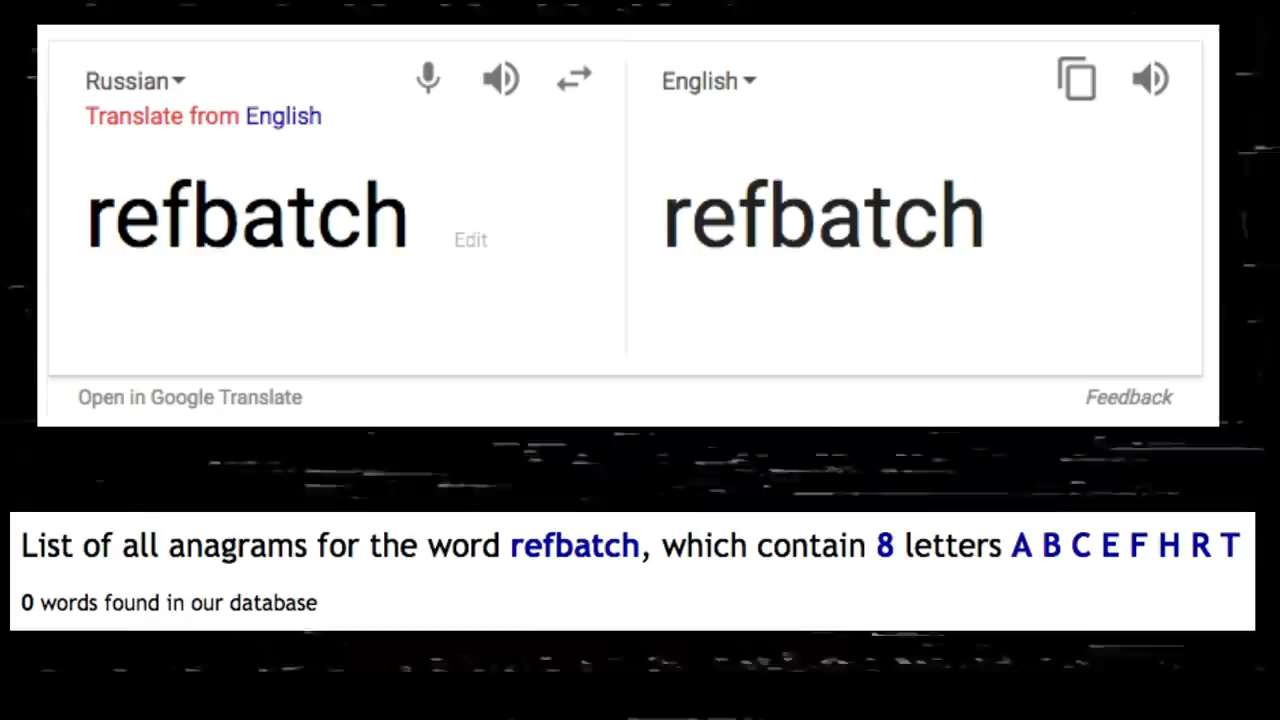 Russian English
Translate from English
refbatch Edit refbatch
Open in Google Translate Feedback
List of all anagrams for the word refbatch, which contain 8 letters A B C E F H R T
0 words found in our database